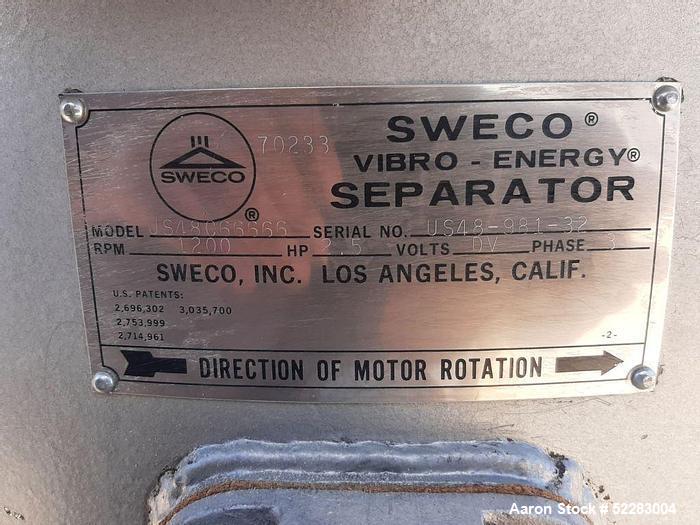 SWECO
®
70233
SWECO®
VIBRO - ENERGY®
SEPARATOR
MODEL US48066666 SERIAL NO. US48-981-32
RPM 1200 HP 2.5 VOLTS DV PHASE 3
SWECO, INC. LOS ANGELES, CALIF.
U.S. PATENTS:
2,696,302 3,035,700
2,753,999
2,714,961
-2-
DIRECTION OF MOTOR ROTATION
Aaron Stock # 52283004